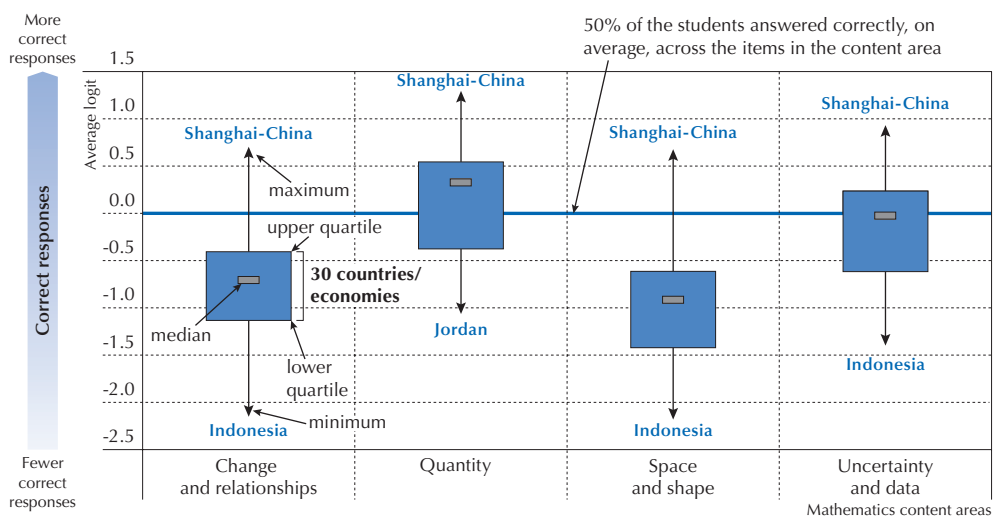 More
correct
responses
Correct responses
Fewer
correct
responses
Average logit
1.5
1.0
0.5
0.0
-0.5
-1.0
-1.5
-2.0
-2.5
50% of the students answered correctly, on
average, across the items in the content area
Shanghai-China
maximum
upper quartile
30 countries/
economies
median
lower
quartile
minimum
Indonesia
Shanghai-China
Jordan
Shanghai-China
Indonesia
Shanghai-China
Indonesia
Change
and relationships
Quantity
Space
and shape
Uncertainty
and data
Mathematics content areas